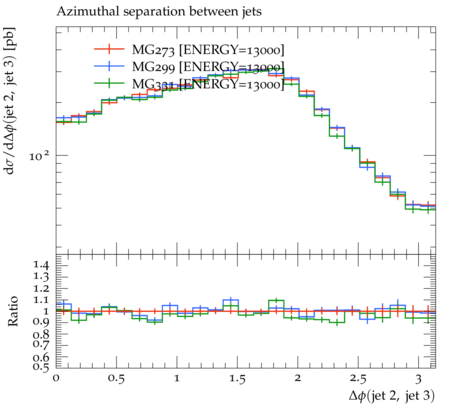 Azimuthal separation between jets
dσ/dΔϕ(jet 2, jet 3) [pb]
MG273 [ENERGY=13000]
MG299 [ENERGY=13000]
[ENERGY=13000]
10²
Ratio
1.4
1.3
1.2
1.1
1
0.9
0.8
0.7
0.6
0.5
0 0.5 1 1.5 2 2.5 3
Δϕ(jet 2, jet 3)